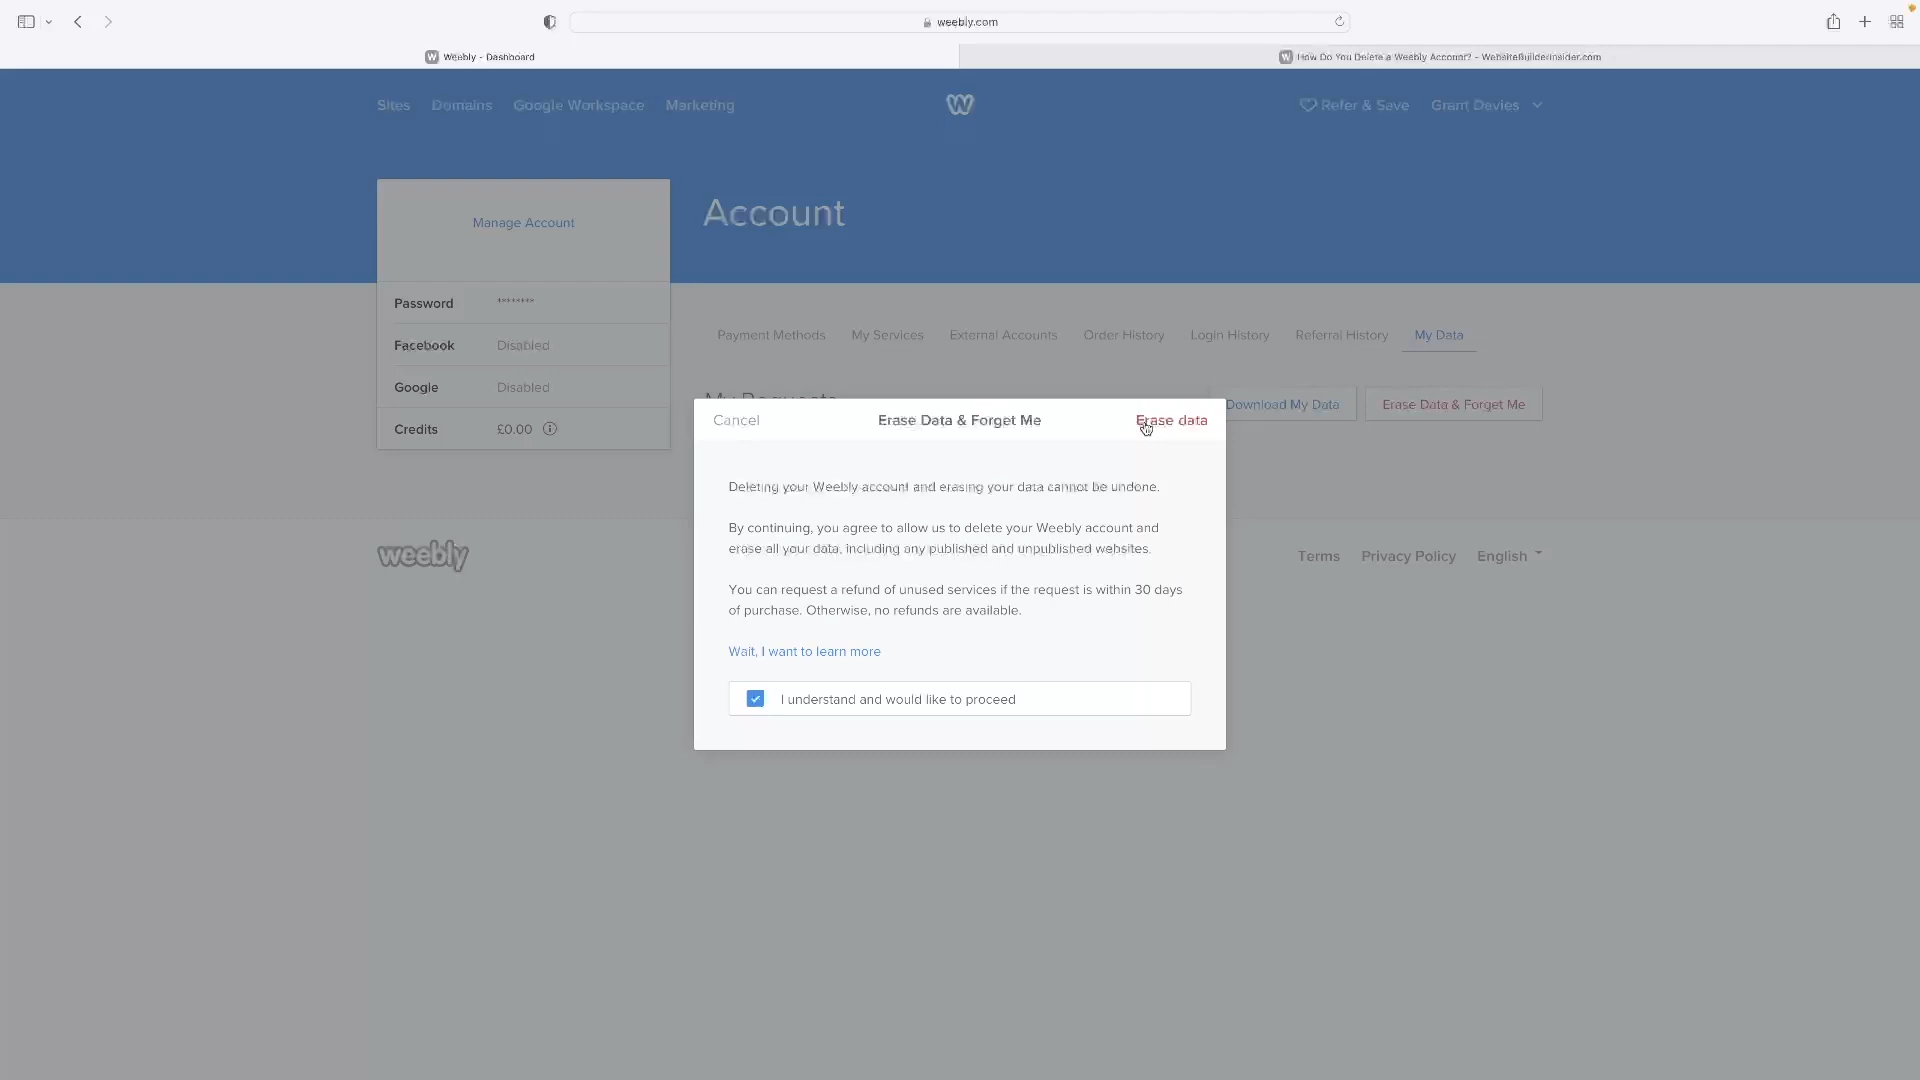 weebly.com
Weebly - Dashboard
How Do You Delete a Weebly Account? - WebsiteBuilderInsider.com
Sites Domains Google Workspace Marketing
Refer & Save Grant Davies
Manage Account
Account
Password ********
Facebook Disabled
Google Disabled
Credits £0.00
Payment Methods My Services External Accounts Order History Login History Referral History My Data
My Requests
Download My Data Erase Data & Forget Me
Cancel Erase Data & Forget Me Erase data
Deleting your Weebly account and erasing your data cannot be undone.
By continuing, you agree to allow us to delete your Weebly account and
erase all your data, including any published and unpublished websites.
You can request a refund of unused services if the request is within 30 days
of purchase. Otherwise, no refunds are available.
Wait, I want to learn more
I understand and would like to proceed
weebly
Terms Privacy Policy English